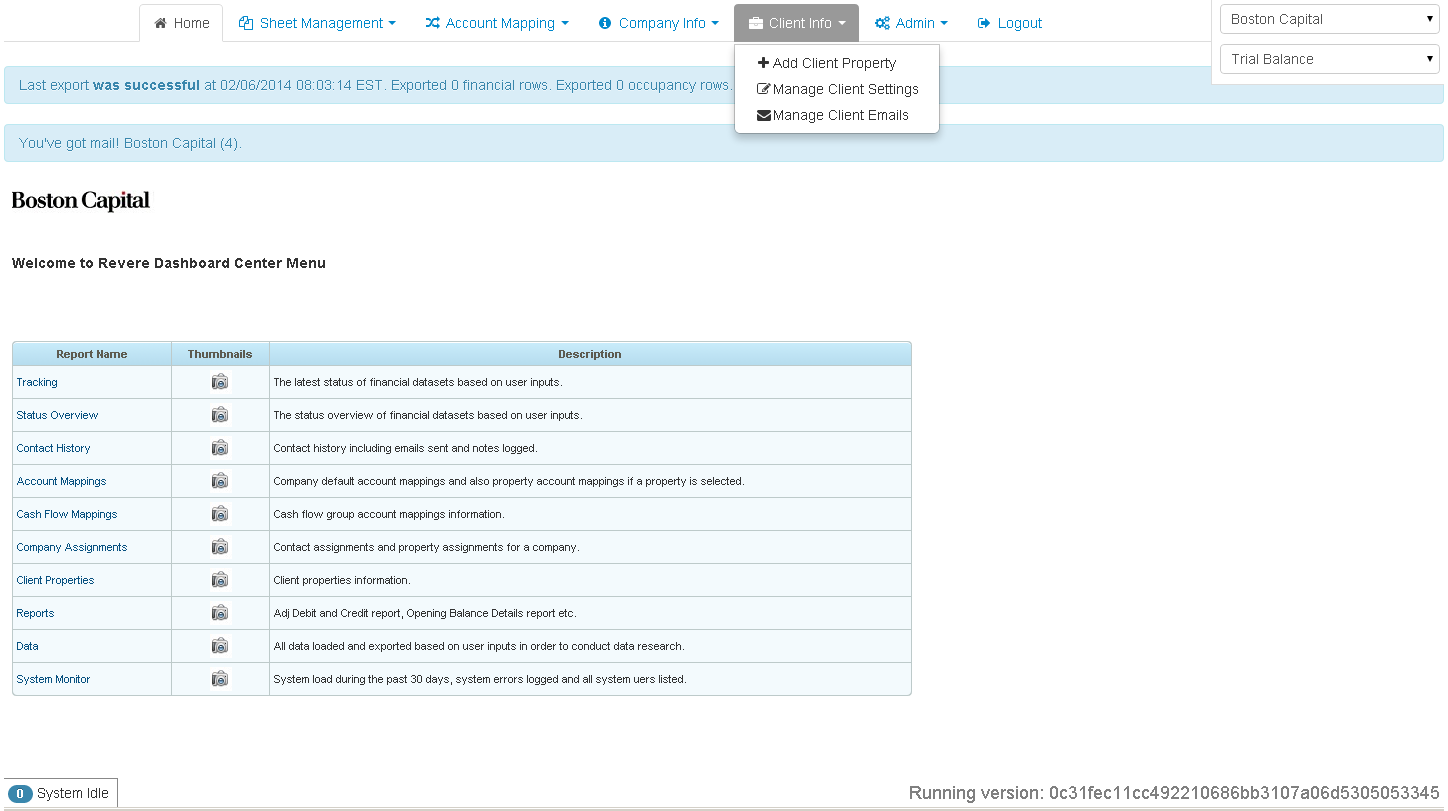 Home Sheet Management Account Mapping Company Info Client Info Admin Logout
Boston Capital
Trial Balance
Add Client Property
Manage Client Settings
Manage Client Emails
Last export was successful at 02/06/2014 08:03:14 EST. Exported 0 financial rows. Exported 0 occupancy rows.
You've got mail! Boston Capital (4).
Boston Capital
Welcome to Revere Dashboard Center Menu
Report Name Thumbnails Description
Tracking The latest status of financial datasets based on user inputs.
Status Overview The status overview of financial datasets based on user inputs.
Contact History Contact history including emails sent and notes logged.
Account Mappings Company default account mappings and also property account mappings if a property is selected.
Cash Flow Mappings Cash flow group account mappings information.
Company Assignments Contact assignments and property assignments for a company.
Client Properties Client properties information.
Reports Adj Debit and Credit report, Opening Balance Details report etc.
Data All data loaded and exported based on user inputs in order to conduct data research.
System Monitor System load during the past 30 days, system errors logged and all system uers listed.
0 System Idle
Running version: 0c31fec11cc492210686bb3107a06d5305053345